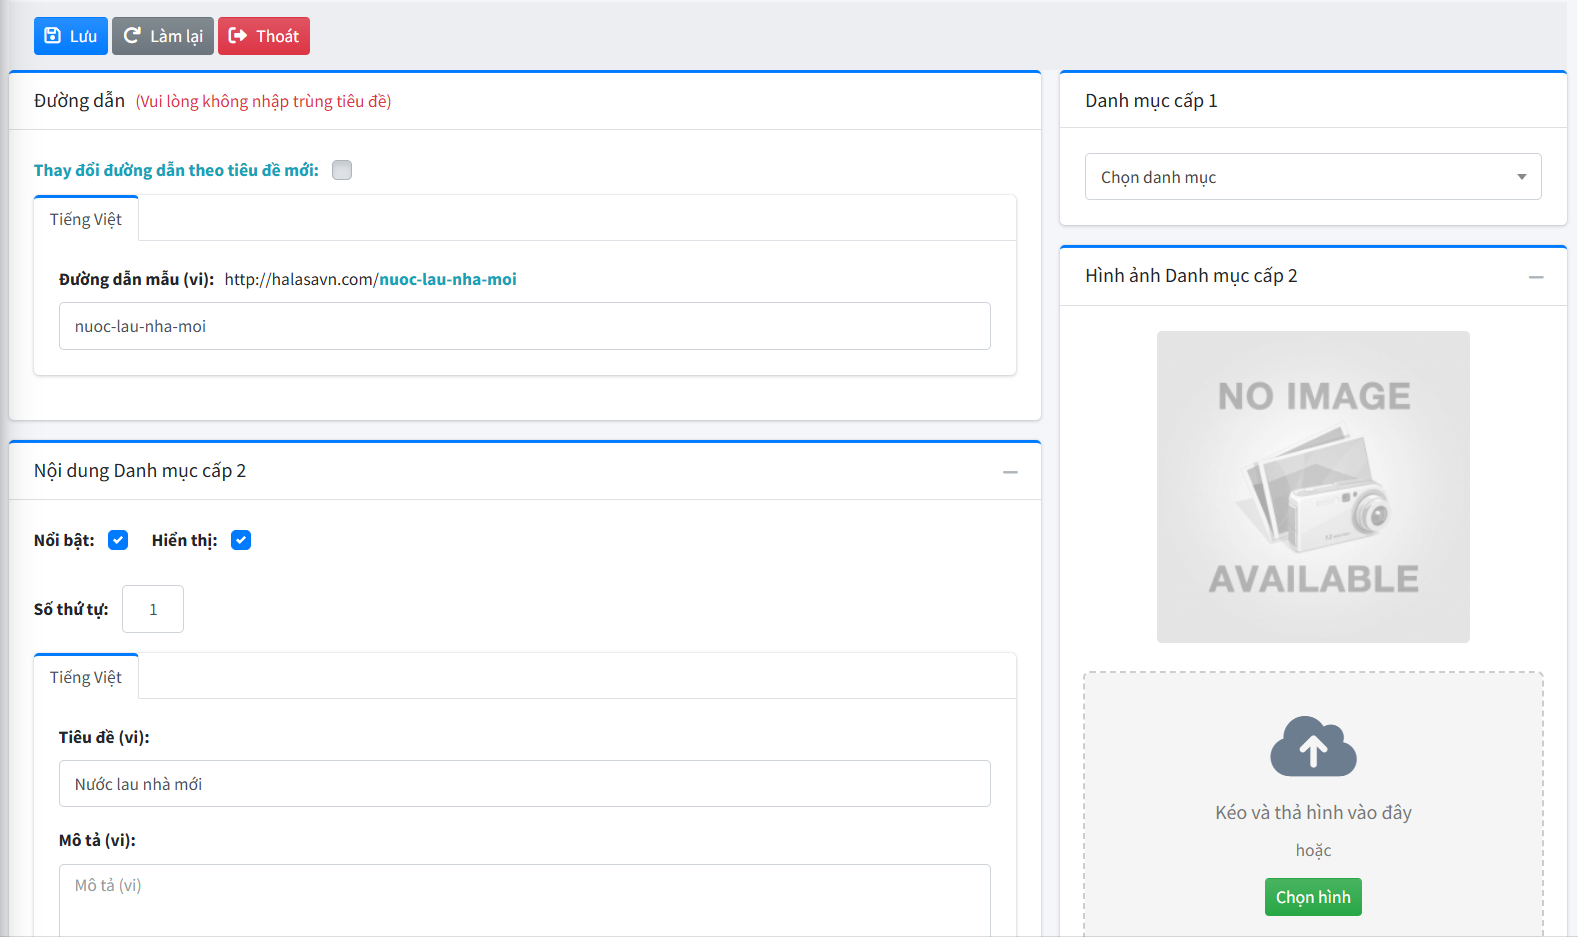 Lưu Làm lại Thoát
Đường dẫn (Vui lòng không nhập trùng tiêu đề)
Thay đổi đường dẫn theo tiêu đề mới:
Tiếng Việt
Đường dẫn mẫu (vi): http://halasavn.com/nuoc-lau-nha-moi
nuoc-lau-nha-moi
Nội dung Danh mục cấp 2
Nổi bật: Hiển thị:
Số thứ tự: 1
Tiếng Việt
Tiêu đề (vi):
Nước lau nhà mới
Mô tả (vi):
Mô tả (vi)
Danh mục cấp 1
Chọn danh mục
Hình ảnh Danh mục cấp 2
NO IMAGE
AVAILABLE
Kéo và thả hình vào đây
hoặc
Chọn hình